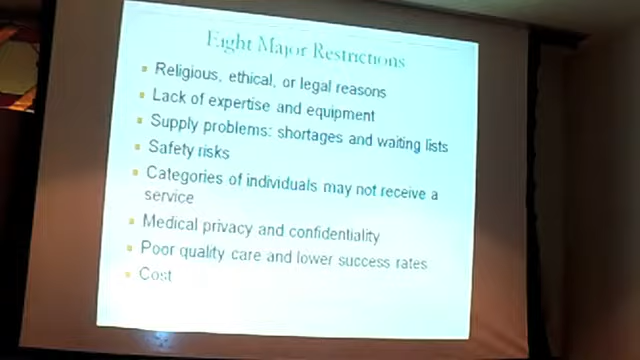 Eight Major Restrictions
Religious, ethical, or legal reasons
Lack of expertise and equipment
Supply problems: shortages and waiting lists
Safety risks
Categories of individuals may not receive a
service
Medical privacy and confidentiality
Poor quality care and lower success rates
Cost